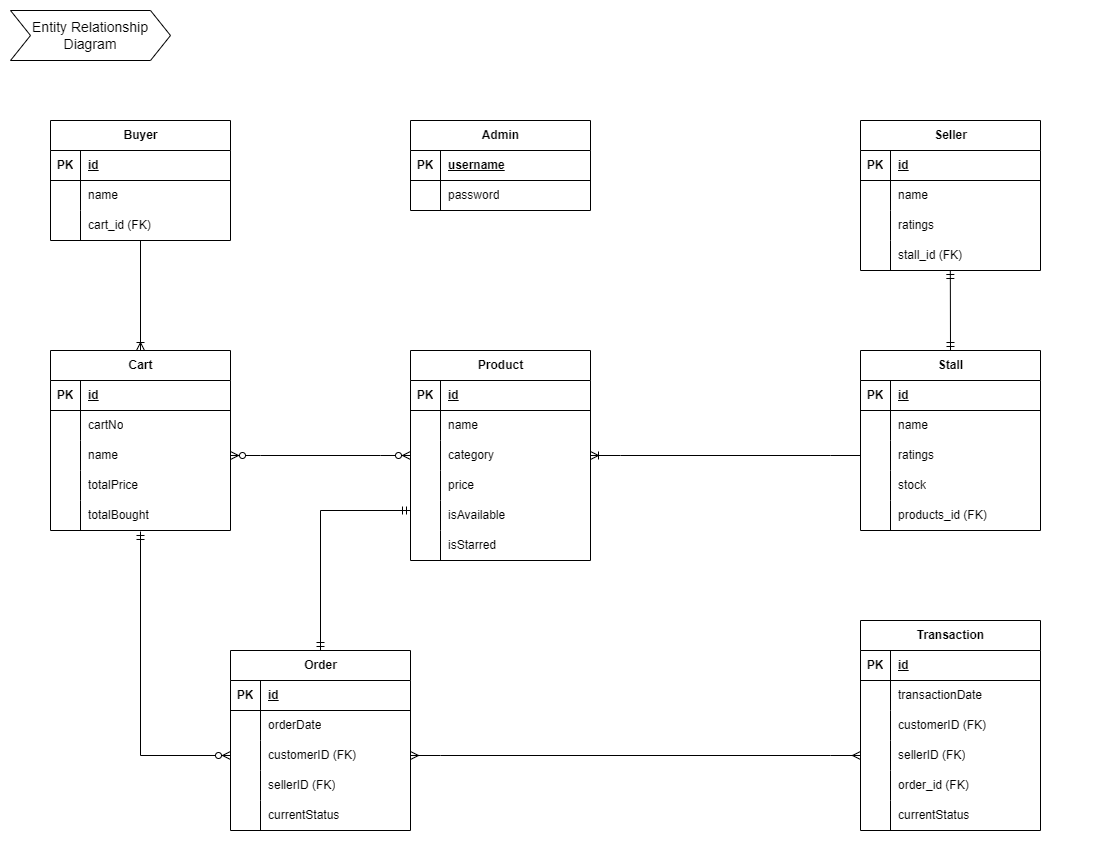 Entity Relationship
Diagram
Buyer
PK id
name
cart_id (FK)
Admin
PK username
password
Seller
PK id
name
ratings
stall_id (FK)
Cart
PK id
cartNo
name
totalPrice
totalBought
Product
PK id
name
category
price
isAvailable
isStarred
Stall
PK id
name
ratings
stock
products_id (FK)
Order
PK id
orderDate
customerID (FK)
sellerID (FK)
currentStatus
Transaction
PK id
transactionDate
customerID (FK)
sellerID (FK)
order_id (FK)
currentStatus